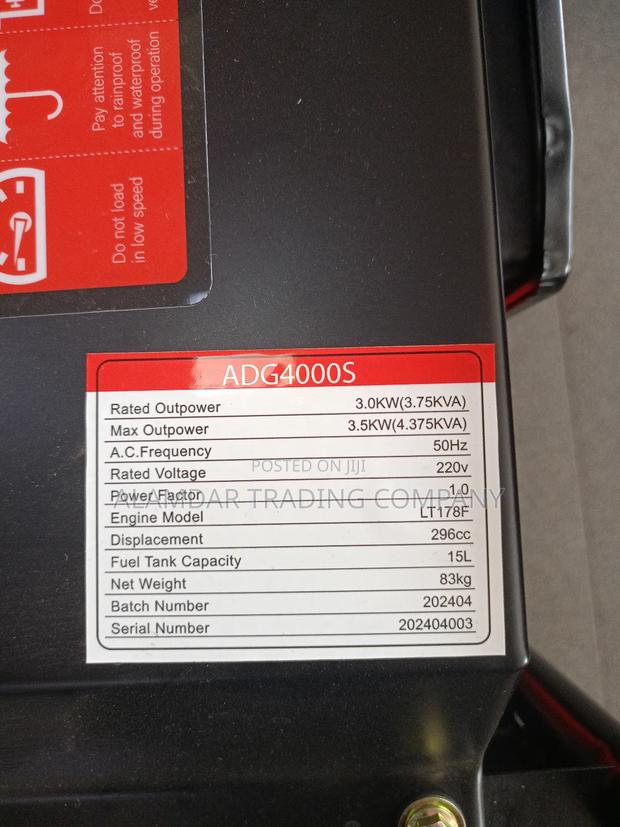 Pay attention
to rainproof
and waterproof
during operation
Do not load
in low speed
ADG4000S
Rated Outpower 3.0KW(3.75KVA)
Max Outpower 3.5KW(4.375KVA)
A.C.Frequency 50Hz
Rated Voltage 220v
POSTED ON JIJI
Power Factor 1.0
ALAMDAR TRADING COMPANY
Engine Model LT178F
Displacement 296cc
Fuel Tank Capacity 15L
Net Weight 83kg
Batch Number 202404
Serial Number 202404003